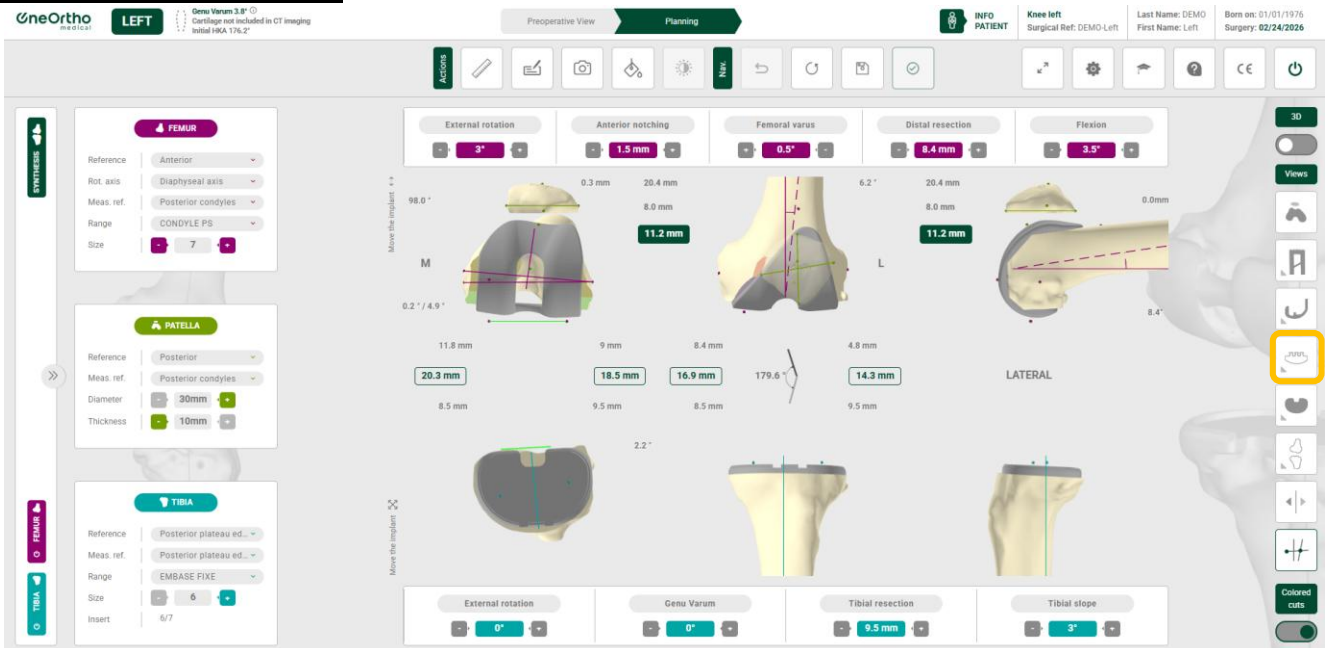 OneOrtho
medical
LEFT
Genu Varum 3.8°
Cartilage not included in CT imaging
Initial HKA 176.2°
Preoperative View
Planning
INFO
PATIENT
Knee left
Surgical Ref: DEMO-Left
Last Name: DEMO
First Name: Left
Born on: 01/01/1976
Surgery: 02/24/2026
Actions
Nav.
CE
SYNTHESIS
FEMUR
Reference Anterior
Rot. axis Diaphyseal axis
Meas. ref. Posterior condyles
Range CONDYLE PS
Size - 7 +
PATELLA
Reference Posterior
Meas. ref. Posterior condyles
Diameter - 30mm +
Thickness - 10mm +
TIBIA
Reference Posterior plateau ed...
Meas. ref. Posterior plateau ed...
Range EMBASE FIXE
Size - 6 +
Insert 6/7
FEMUR
TIBIA
External rotation
- 3° +
Anterior notching
- 1.5 mm +
Femoral varus
+ 0.5° -
Distal resection
- 8.4 mm +
Flexion
- 3.5° +
Move the implant
98.0 °
0.3 mm
20.4 mm
8.0 mm
11.2 mm
6.2 °
20.4 mm
8.0 mm
11.2 mm
0.0mm
M
L
0.2 ° / 4.9 °
8.4°
11.8 mm
9 mm
8.4 mm
4.8 mm
20.3 mm
18.5 mm
16.9 mm
179.6 °
14.3 mm
LATERAL
8.5 mm
9.5 mm
8.5 mm
9.5 mm
2.2 °
Move the implant
External rotation
- 0° +
Genu Varum
- 0° +
Tibial resection
- 9.5 mm +
Tibial slope
- 3° +
3D
Views
Colored
cuts